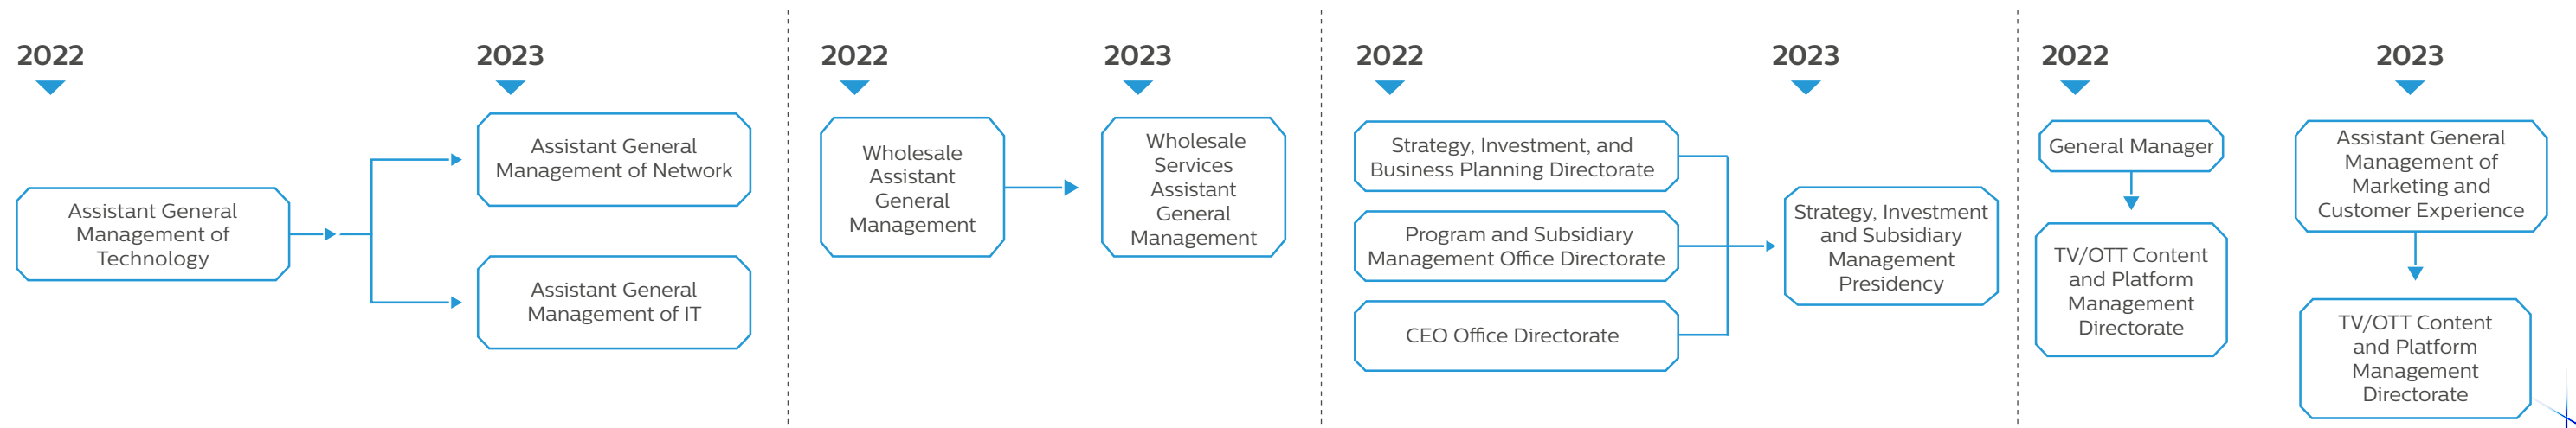 2022
2023
Assistant General
Management of
Technology
Assistant General
Management of Network
Assistant General
Management of IT
2022
2023
Wholesale
Assistant
General
Management
Wholesale
Services
Assistant
General
Management
2022
2023
Strategy, Investment, and
Business Planning Directorate
Program and Subsidiary
Management Office Directorate
CEO Office Directorate
Strategy, Investment
and Subsidiary
Management
Presidency
2022
2023
General Manager
TV/OTT Content
and Platform
Management
Directorate
Assistant General
Management of
Marketing and
Customer Experience
TV/OTT Content
and Platform
Management
Directorate